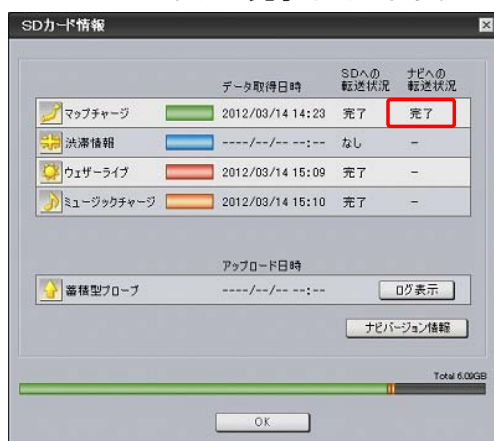 SDカード情報
データ取得日時 SDへの転送状況 ナビへの転送状況
マップチャージ 2012/03/14 14:23 完了 完了
渋滞情報 ----/--/-- --:-- なし -
ウェザーライブ 2012/03/14 15:09 完了 -
ミュージックチャージ 2012/03/14 15:10 完了 -
アップロード日時
蓄積型プローブ ----/--/-- --:-- ログ表示
ナビバージョン情報
Total 6.09GB
OK